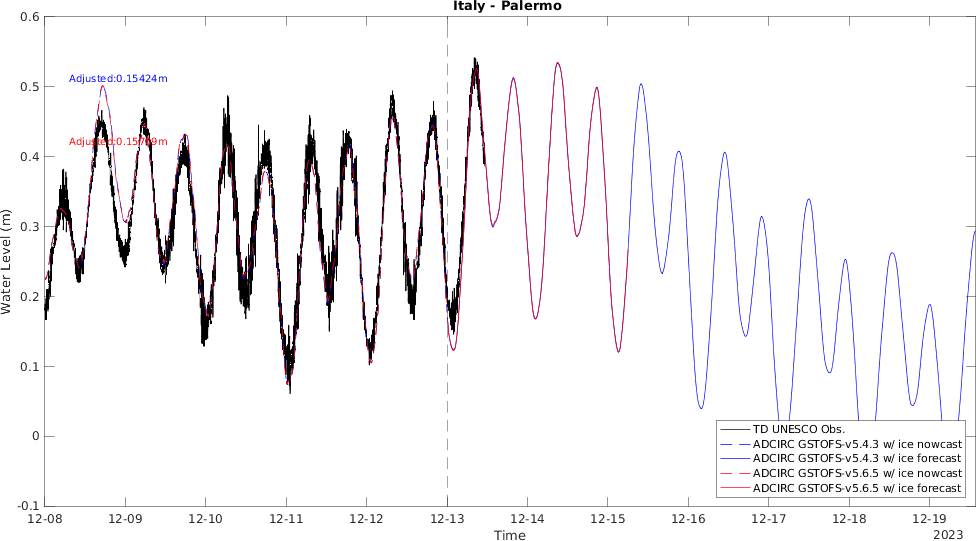 Italy - Palermo
0.6
0.5
0.4
0.3
0.2
0.1
0
-0.1
Water Level (m)
Adjusted:0.15424m
TD UNESCO Obs.
ADCIRC GSTOFS-v5.4.3 w/ ice nowcast
ADCIRC GSTOFS-v5.4.3 w/ ice forecast
ADCIRC GSTOFS-v5.6.5 w/ ice nowcast
ADCIRC GSTOFS-v5.6.5 w/ ice forecast
12-08 12-09 12-10 12-11 12-12 12-13 12-14 12-15 12-16 12-17 12-18 12-19
Time
2023